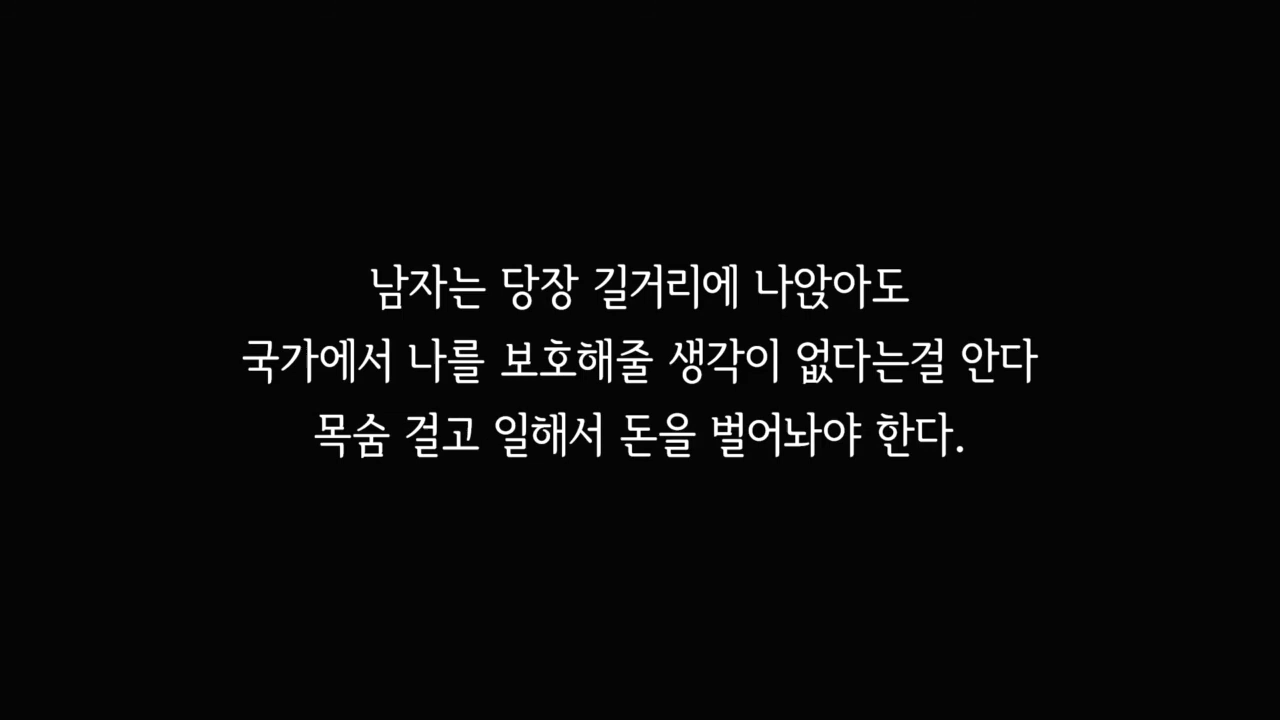 남자는 당장 길거리에 나앉아도
국가에서 나를 보호해줄 생각이 없다는걸 안다
목숨 걸고 일해서 돈을 벌어놔야 한다.